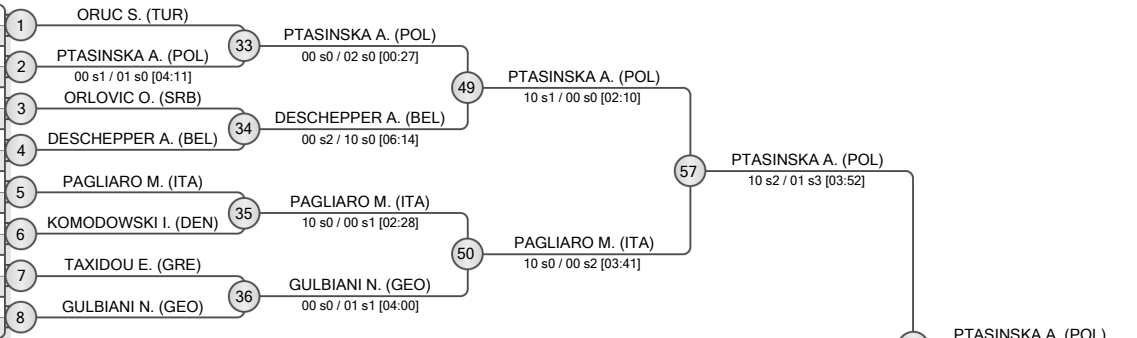 1
ORUC S. (TUR)
2
PTASINSKA A. (POL)
00 s1 / 01 s0 [04:11]
3
ORLOVIC O. (SRB)
4
DESCHEPPER A. (BEL)
5
PAGLIARO M. (ITA)
6
KOMODOWSKI I. (DEN)
7
TAXIDOU E. (GRE)
8
GULBIANI N. (GEO)
33
PTASINSKA A. (POL)
00 s0 / 02 s0 [00:27]
34
DESCHEPPER A. (BEL)
00 s2 / 10 s0 [06:14]
35
PAGLIARO M. (ITA)
10 s0 / 00 s1 [02:28]
36
GULBIANI N. (GEO)
00 s0 / 01 s1 [04:00]
49
PTASINSKA A. (POL)
10 s1 / 00 s0 [02:10]
50
PAGLIARO M. (ITA)
10 s0 / 00 s2 [03:41]
57
PTASINSKA A. (POL)
10 s2 / 01 s3 [03:52]
PTASINSKA A. (POL)